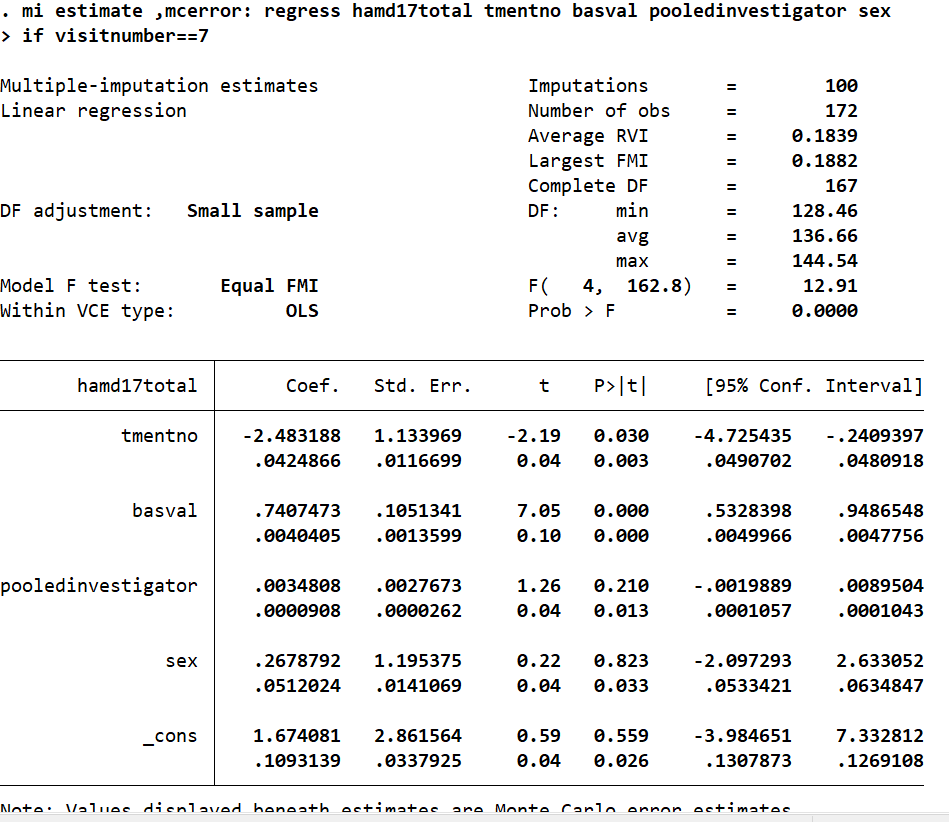 . mi estimate ,mcerror: regress hamd17total tmentno basval pooledinvestigator sex
> if visitnumber==7
Multiple-imputation estimates Imputations = 100
Linear regression Number of obs = 172
Average RVI = 0.1839
Largest FMI = 0.1882
Complete DF = 167
DF adjustment: Small sample DF: min = 128.46
avg = 136.66
max = 144.54
Model F test: Equal FMI F( 4, 162.8) = 12.91
Within VCE type: OLS Prob > F = 0.0000
hamd17total Coef. Std. Err. t P>|t| [95% Conf. Interval]
tmentno -2.483188 1.133969 -2.19 0.030 -4.725435 -.2409397
.0424866 .0116699 0.04 0.003 .0490702 .0480918
basval .7407473 .1051341 7.05 0.000 .5328398 .9486548
.0040405 .0013599 0.10 0.000 .0049966 .0047756
pooledinvestigator .0034808 .0027673 1.26 0.210 -.0019889 .0089504
.0000908 .0000262 0.04 0.013 .0001057 .0001043
sex .2678792 1.195375 0.22 0.823 -2.097293 2.633052
.0512024 .0141069 0.04 0.033 .0533421 .0634847
_cons 1.674081 2.861564 0.59 0.559 -3.984651 7.332812
.1093139 .0337925 0.04 0.026 .1307873 .1269108
Note: Values displayed beneath estimates are Monte Carlo error estimates.